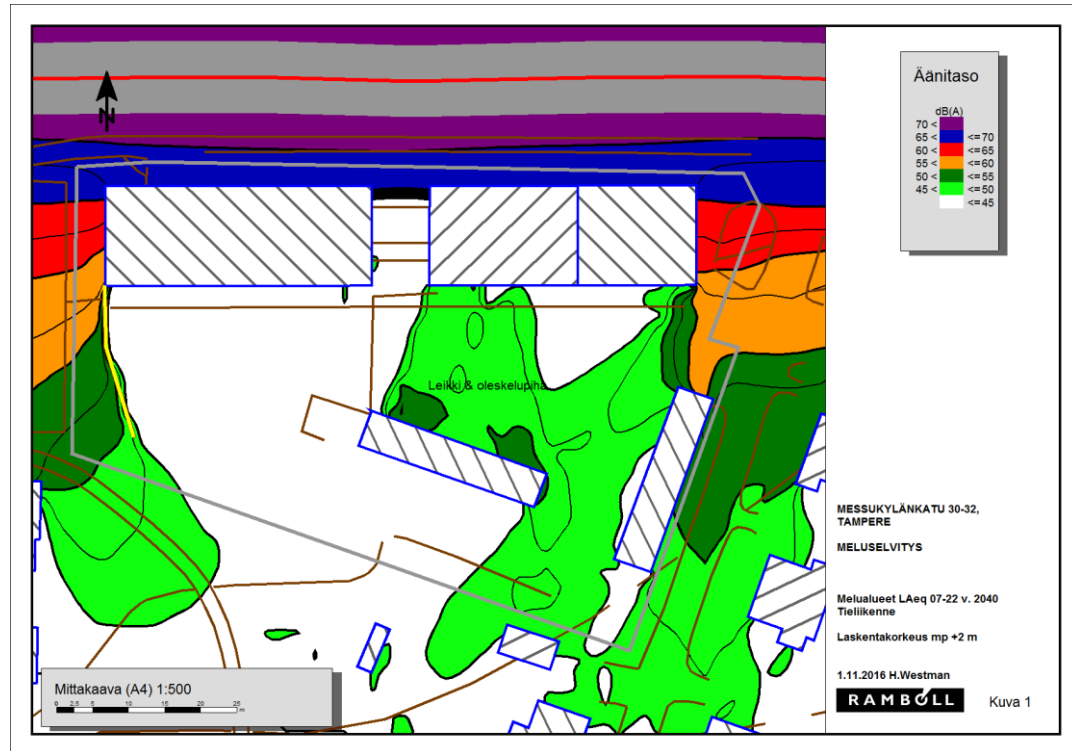 N
Äänitaso
dB(A)
70 <
65 < <=70
60 < <=65
55 < <=60
50 < <=55
45 < <=50
<=45
Leikki & oleskelupiha
MESSUKYLÄNKATU 30-32,
TAMPERE
MELUSELVITYS
Melualueet LAeq 07-22 v. 2040
Tieliikenne
Laskentakorkeus mp +2 m
1.11.2016 H.Westman
RAMBOLL
Kuva 1
Mittakaava (A4) 1:500
0 2,5 5 10 15 20 25
m